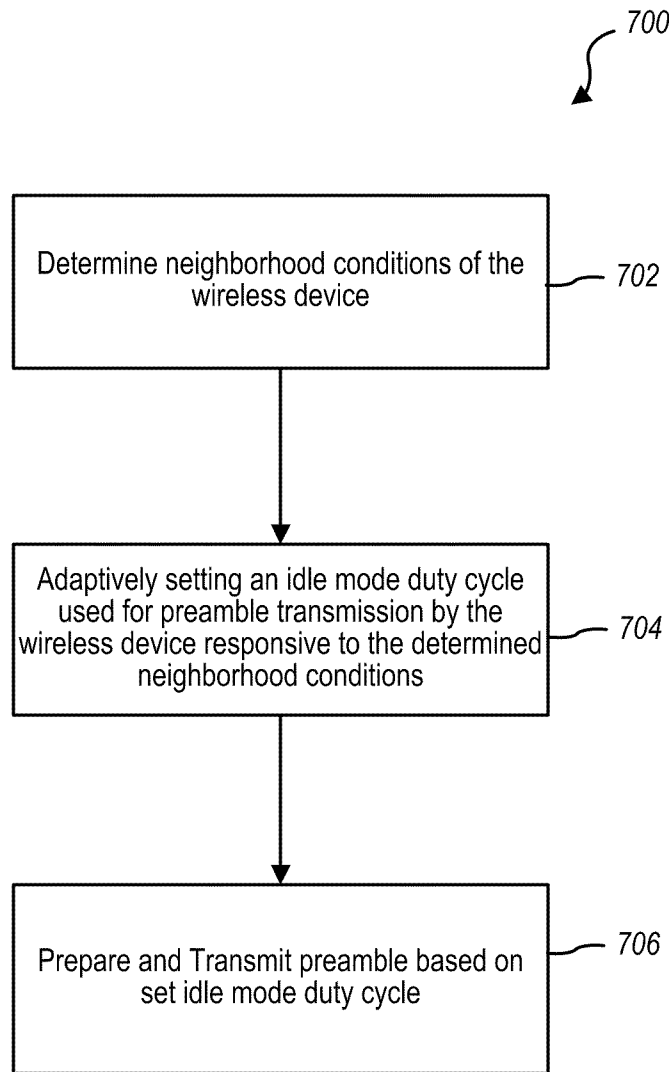 700
Determine neighborhood conditions of the
wireless device
702
Adaptively setting an idle mode duty cycle
used for preamble transmission by the
wireless device responsive to the determined
neighborhood conditions
704
Prepare and Transmit preamble based on
set idle mode duty cycle
706